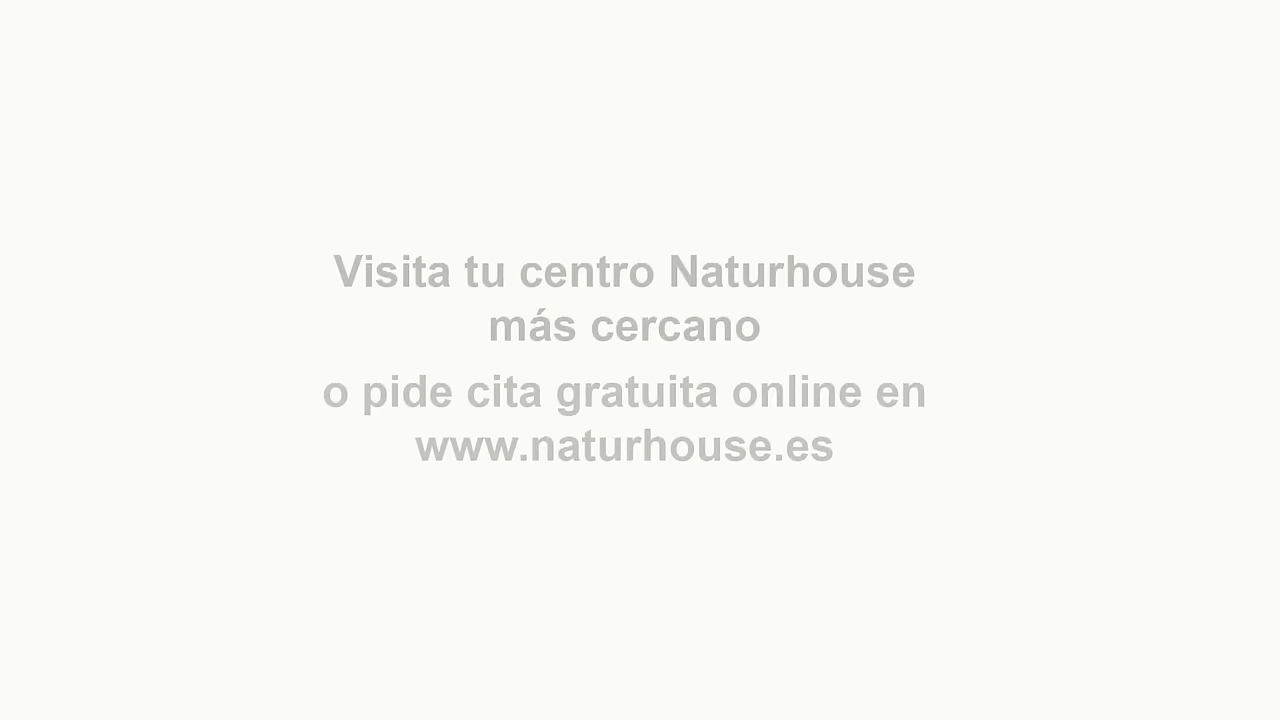 Visita tu centro Naturhouse
más cercano
o pide cita gratuita online en
www.naturhouse.es